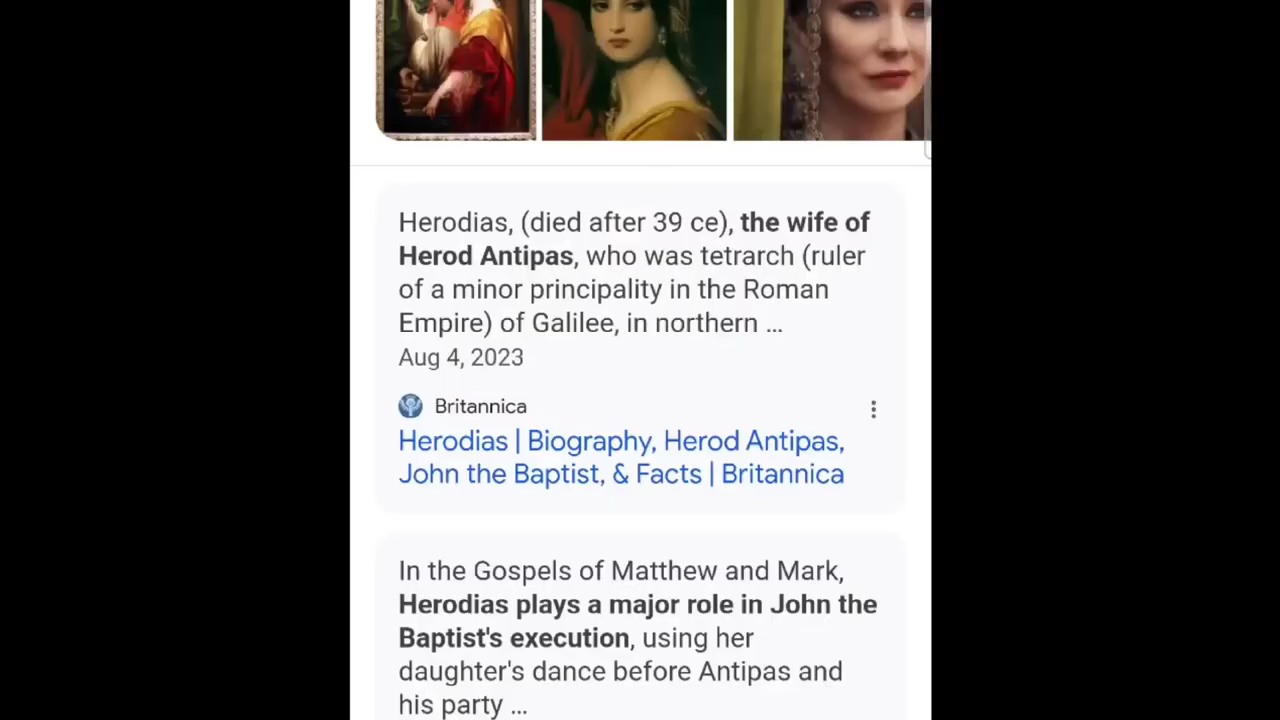 Herodias, (died after 39 ce), the wife of
Herod Antipas, who was tetrarch (ruler
of a minor principality in the Roman
Empire) of Galilee, in northern ...
Aug 4, 2023
Britannica
Herodias | Biography, Herod Antipas,
John the Baptist, & Facts | Britannica
In the Gospels of Matthew and Mark,
Herodias plays a major role in John the
Baptist's execution, using her
daughter's dance before Antipas and
his party ...